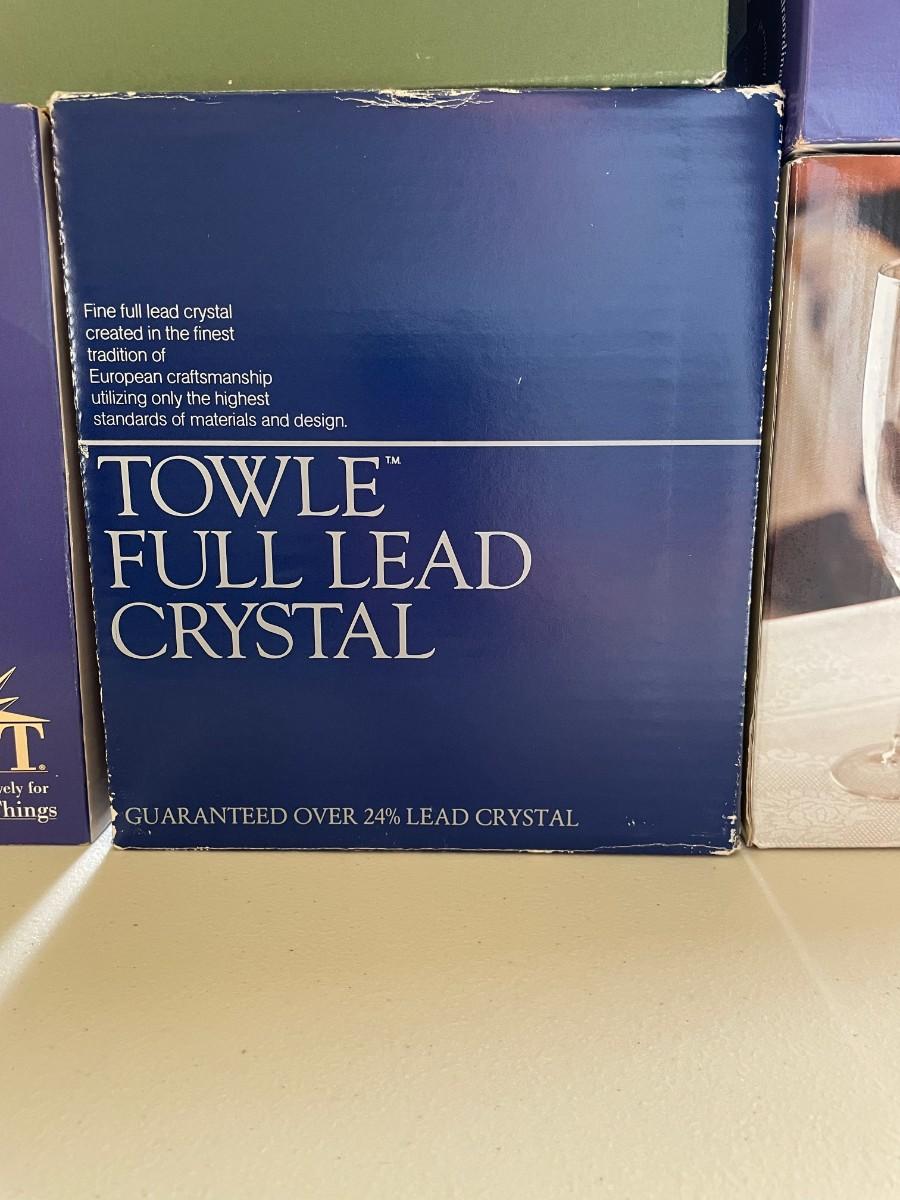 Fine full lead crystal
created in the finest
tradition of
European craftsmanship
utilizing only the highest
standards of materials and design.
TOWLE™
FULL LEAD
CRYSTAL
GUARANTEED OVER 24% LEAD CRYSTAL
T®
Things